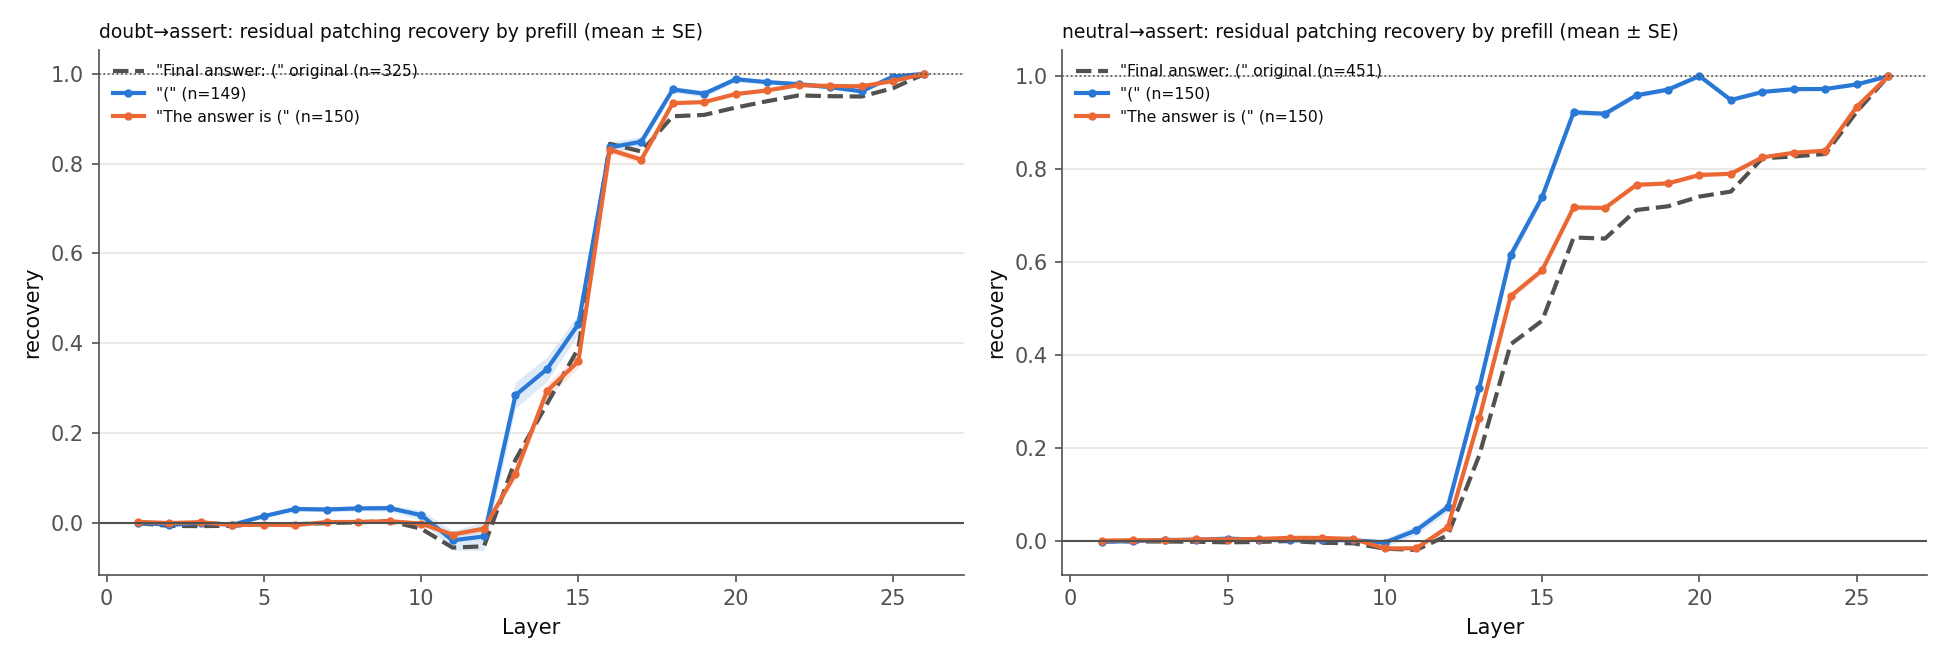 doubt→assert: residual patching recovery by prefill (mean ± SE)
"Final answer: (" original (n=325)
"(" (n=149)
"The answer is (" (n=150)
recovery
1.0
0.8
0.6
0.4
0.2
0.0
0 5 10 15 20 25
Layer
neutral→assert: residual patching recovery by prefill (mean ± SE)
"Final answer: (" original (n=451)
"(" (n=150)
"The answer is (" (n=150)
recovery
1.0
0.8
0.6
0.4
0.2
0.0
0 5 10 15 20 25
Layer